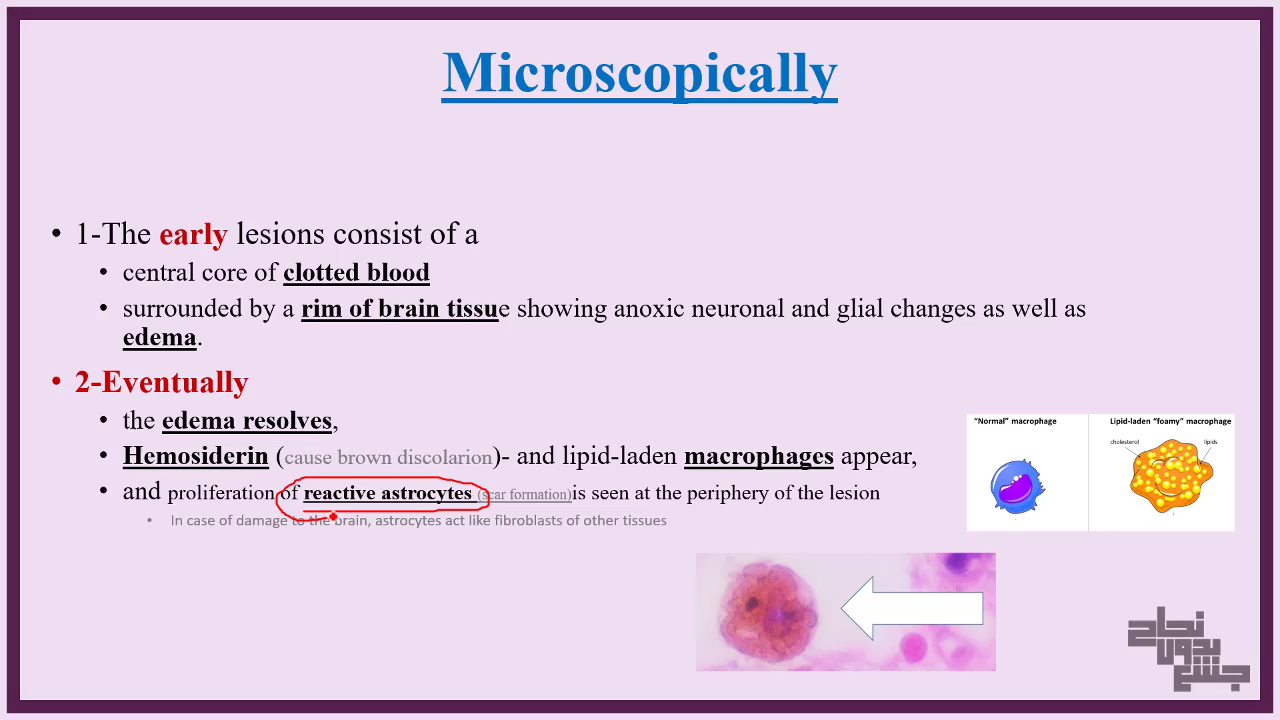 Microscopically
• 1-The early lesions consist of a
• central core of clotted blood
• surrounded by a rim of brain tissue showing anoxic neuronal and glial changes as well as
edema.
• 2-Eventually
• the edema resolves,
• Hemosiderin (cause brown discolarion)- and lipid-laden macrophages appear,
• and proliferation of reactive astrocytes (scar formation)is seen at the periphery of the lesion
• In case of damage to the brain, astrocytes act like fibroblasts of other tissues
"Normal" macrophage
Lipid-laden "foamy" macrophage
cholesterol
lipids
نجاح
بدون
جشع